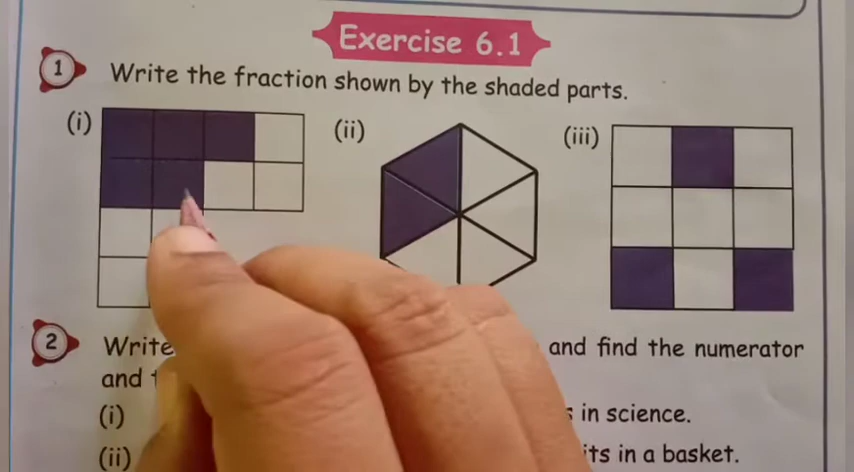 Exercise 6.1
1 Write the fraction shown by the shaded parts.
(i) (ii) (iii)
2 Write and find the numerator
and
(i) in science.
(ii) in a basket.